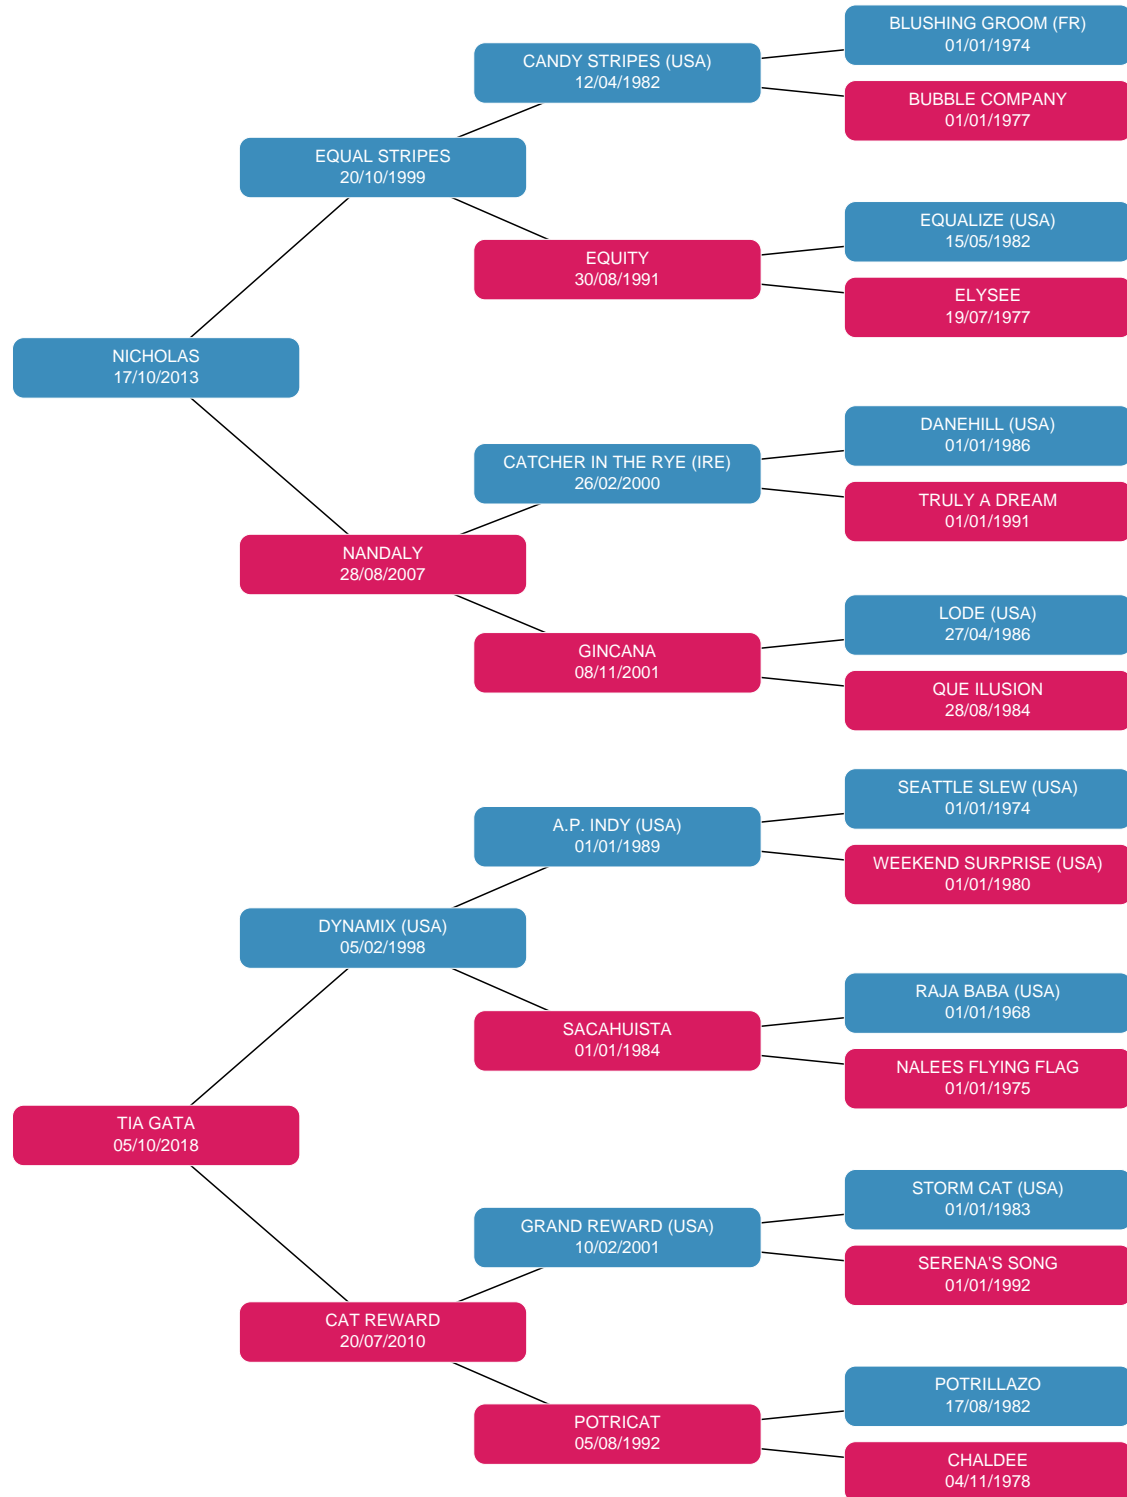 BLUSHING GROOM (FR)
01/01/1974
CANDY STRIPES (USA)
12/04/1982
BUBBLE COMPANY
01/01/1977
EQUAL STRIPES
20/10/1999
EQUALIZE (USA)
15/05/1982
EQUITY
30/08/1991
ELYSEE
19/07/1977
NICHOLAS
17/10/2013
DANEHILL (USA)
01/01/1986
CATCHER IN THE RYE (IRE)
26/02/2000
TRULY A DREAM
01/01/1991
NANDALY
28/08/2007
LODE (USA)
27/04/1986
GINCANA
08/11/2001
QUE ILUSION
28/08/1984
SEATTLE SLEW (USA)
01/01/1974
A.P. INDY (USA)
01/01/1989
WEEKEND SURPRISE (USA)
01/01/1980
DYNAMIX (USA)
05/02/1998
RAJA BABA (USA)
01/01/1968
SACAHUISTA
01/01/1984
NALEES FLYING FLAG
01/01/1975
TIA GATA
05/10/2018
STORM CAT (USA)
01/01/1983
GRAND REWARD (USA)
10/02/2001
SERENA'S SONG
01/01/1992
CAT REWARD
20/07/2010
POTRILLAZO
17/08/1982
POTRICAT
05/08/1992
CHALDEE
04/11/1978